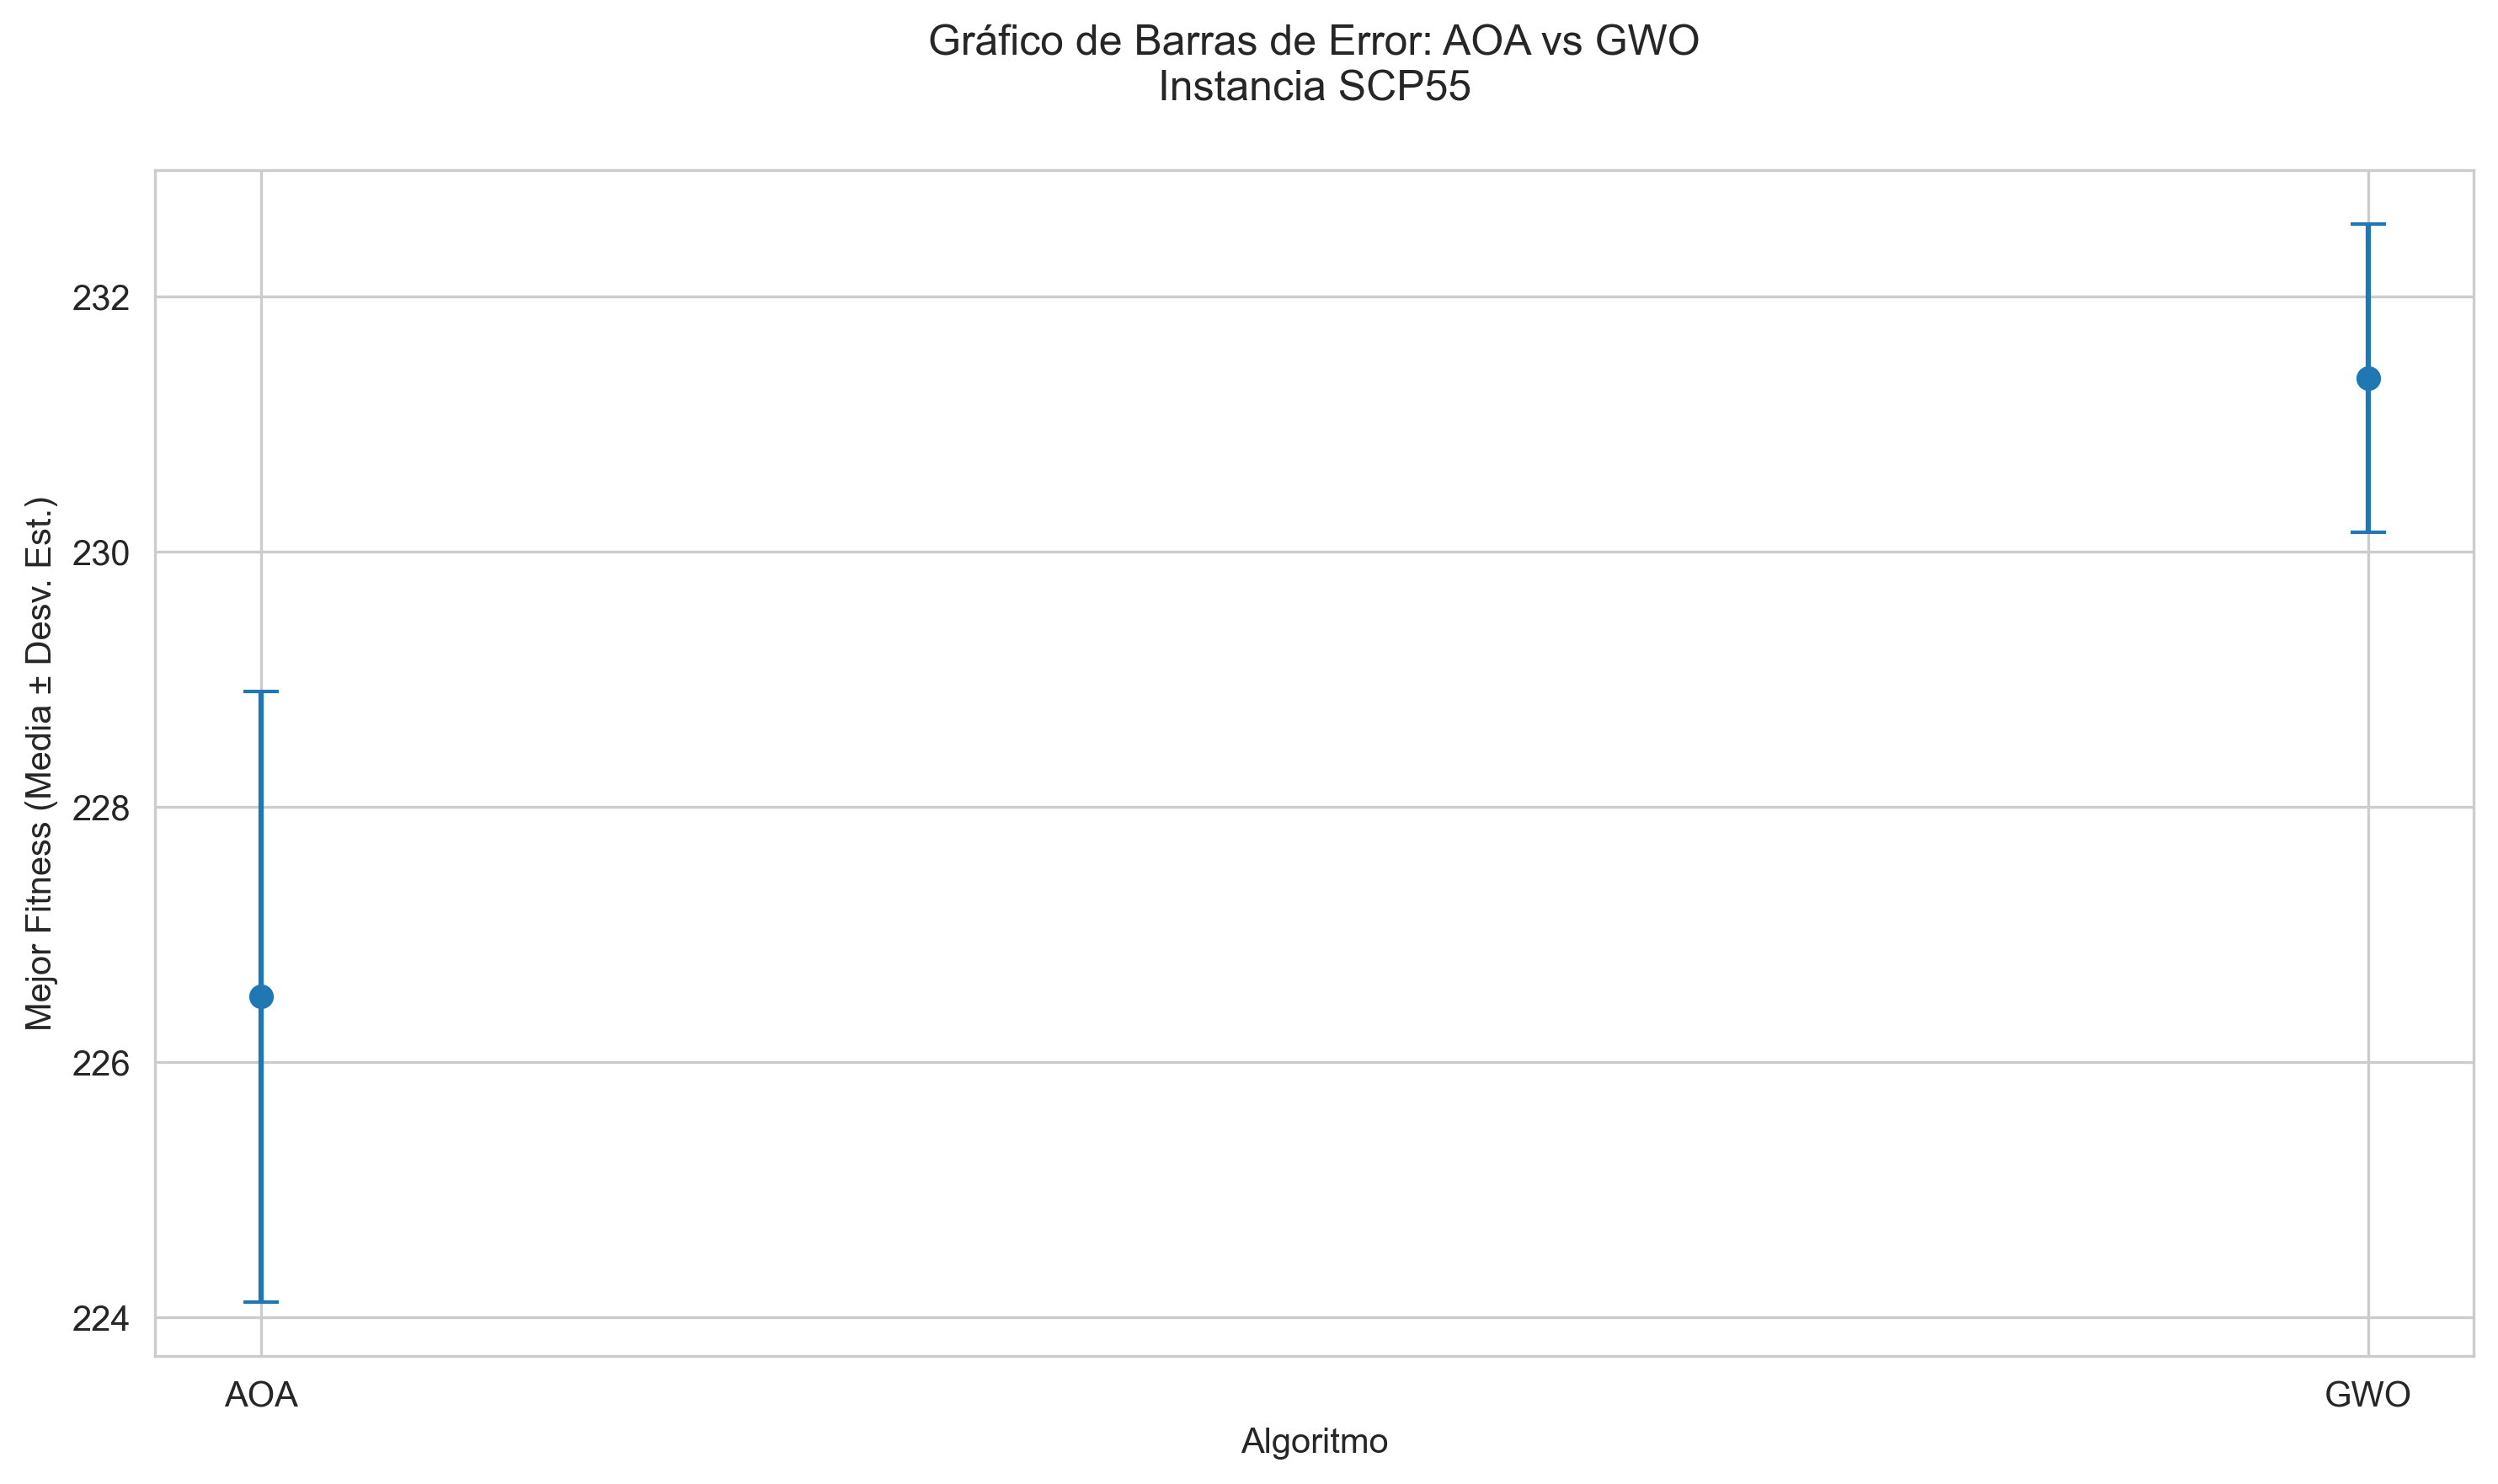 Gráfico de Barras de Error: AOA vs GWO
Instancia SCP55
Mejor Fitness (Media ± Desv. Est.)
232
230
228
226
224
AOA
GWO
Algoritmo